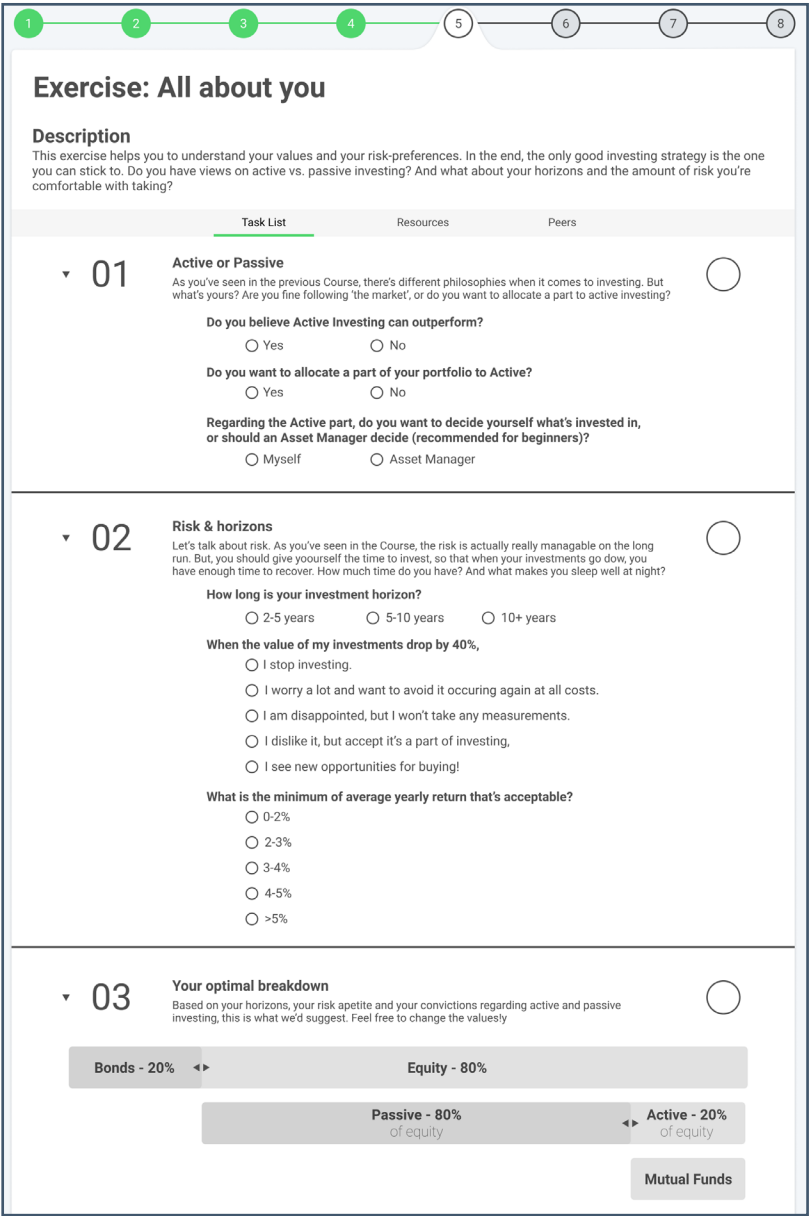 1 2 3 4 5 6 7 8
Exercise: All about you
Description
This exercise helps you to understand your values and your risk-preferences. In the end, the only good investing strategy is the one
you can stick to. Do you have views on active vs. passive investing? And what about your horizons and the amount of risk you're
comfortable with taking?
Task List Resources Peers
01
Active or Passive
As you've seen in the previous Course, there's different philosophies when it comes to investing. But
what's yours? Are you fine following 'the market', or do you want to allocate a part to active investing?
Do you believe Active Investing can outperform?
Yes No
Do you want to allocate a part of your portfolio to Active?
Yes No
Regarding the Active part, do you want to decide yourself what's invested in,
or should an Asset Manager decide (recommended for beginners)?
Myself Asset Manager
02
Risk & horizons
Let's talk about risk. As you've seen in the Course, the risk is actually really managable on the long
run. But, you should give yoourself the time to invest, so that when your investments go dow, you
have enough time to recover. How much time do you have? And what makes you sleep well at night?
How long is your investment horizon?
2-5 years 5-10 years 10+ years
When the value of my investments drop by 40%,
I stop investing.
I worry a lot and want to avoid it occuring again at all costs.
I am disappointed, but I won't take any measurements.
I dislike it, but accept it's a part of investing,
I see new opportunities for buying!
What is the minimum of average yearly return that's acceptable?
0-2%
2-3%
3-4%
4-5%
>5%
03
Your optimal breakdown
Based on your horizons, your risk apetite and your convictions regarding active and passive
investing, this is what we'd suggest. Feel free to change the values!y
Bonds - 20% Equity - 80%
Passive - 80% Active - 20%
of equity of equity
Mutual Funds